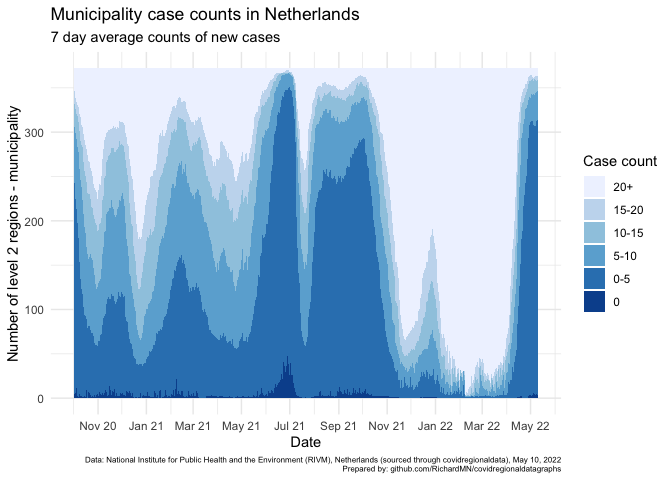 Municipality case counts in Netherlands
7 day average counts of new cases
Number of level 2 regions - municipality
300
200
100
0
Nov 20 Jan 21 Mar 21 May 21 Jul 21 Sep 21 Nov 21 Jan 22 Mar 22 May 22
Date
Case count
20+
15-20
10-15
5-10
0-5
0
Data: National Institute for Public Health and the Environment (RIVM), Netherlands (sourced through covidregionaldata), May 10, 2022
Prepared by: github.com/RichardMN/covidregionaldatagraphs